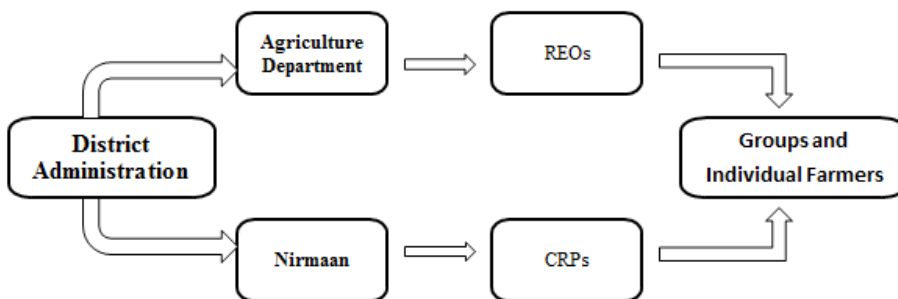 Agriculture
Department
REOs
District
Administration
Groups and
Individual Farmers
Nirmaan
CRPs